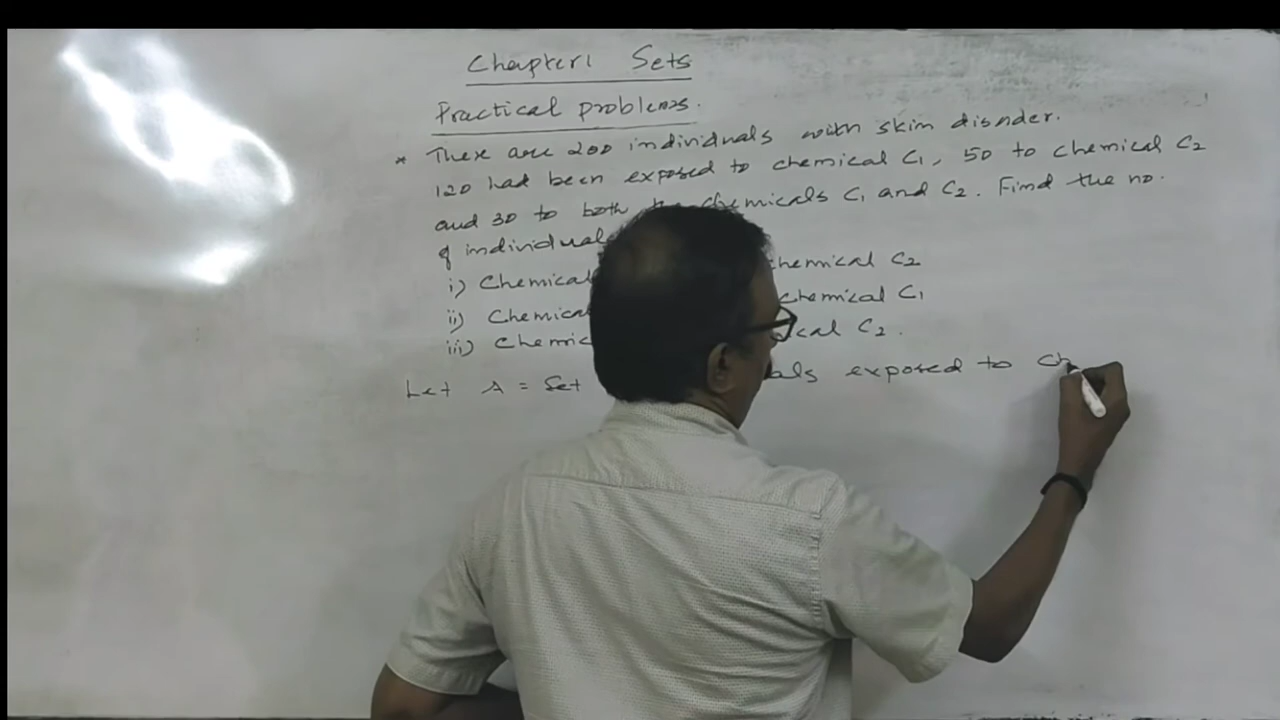 Chapter1 Sets
Practical problems.
* There are 200 individuals with skin disorder.
120 had been exposed to chemical C1, 50 to chemical C2
and 30 to both chemicals C1 and C2. Find the no.
of individuals
i) Chemical chemical C2
ii) Chemical chemical C1
iii) Chemic ical C2.
Let A = Set als exposed to ch